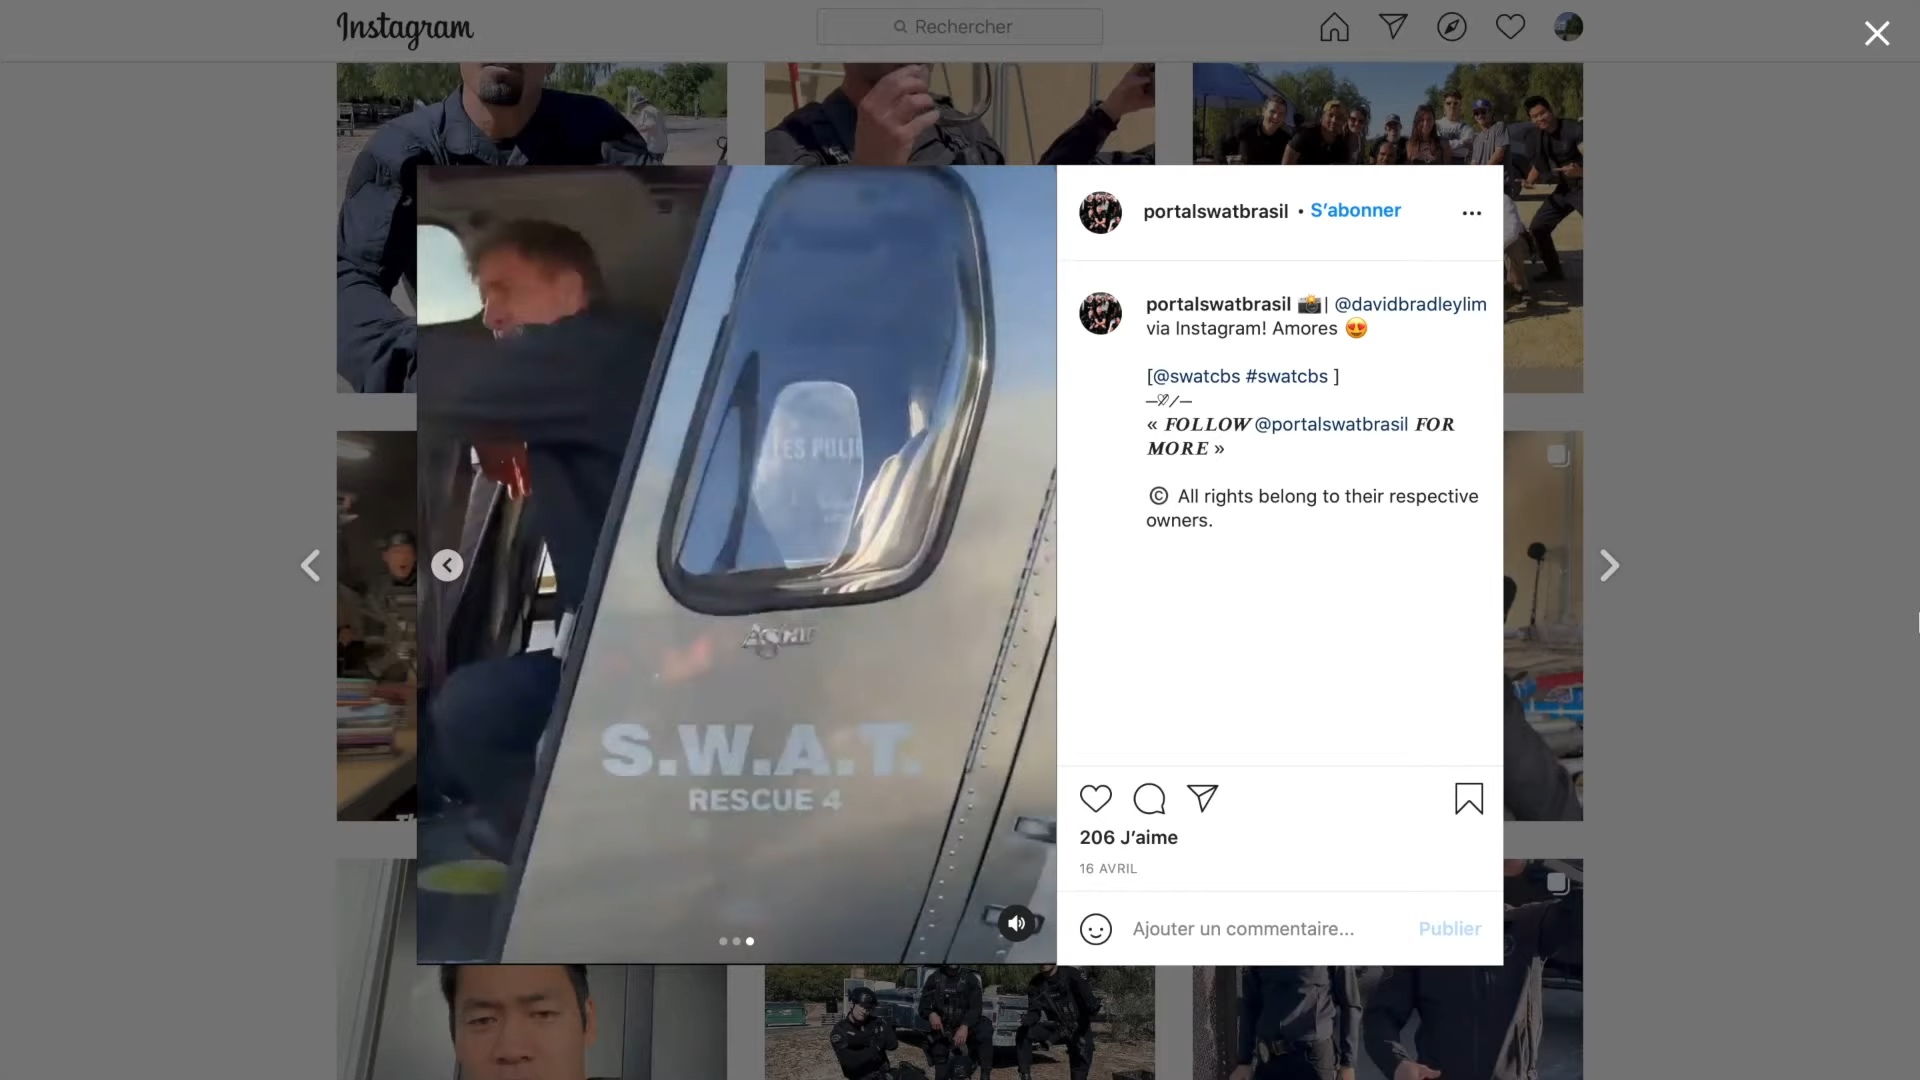 Instagram
Rechercher
portalswatbrasil • S'abonner
portalswatbrasil 📸| @davidbradleylim
via Instagram! Amores 😍
[@swatcbs #swatcbs ]
« 𝑭𝑶𝑳𝑳𝑶𝑾 @portalswatbrasil 𝑭𝑶𝑹
𝑴𝑶𝑹𝑬 »
© All rights belong to their respective
owners.
S.W.A.T.
RESCUE 4
206 J'aime
16 AVRIL
Ajouter un commentaire...
Publier